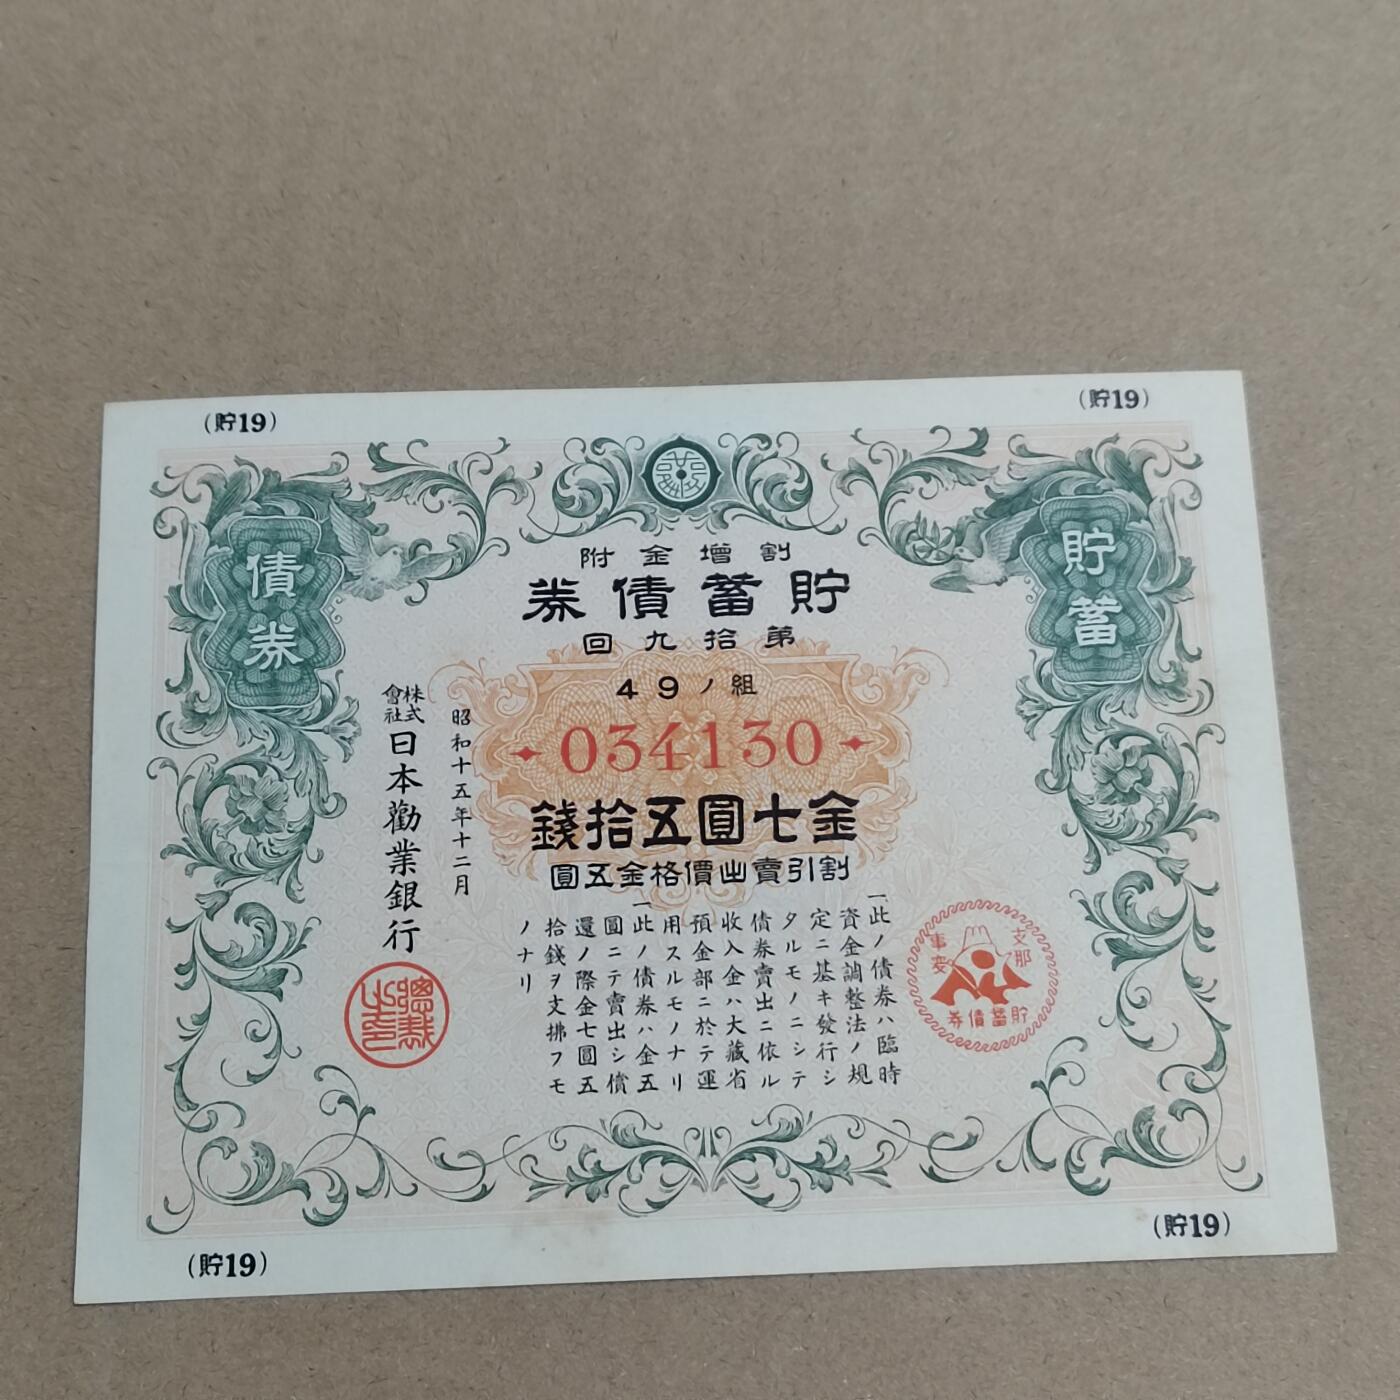 (貯19)
(貯19)
貯蓄
債券
割増金附
貯蓄債券
第拾九回
49ノ組
034130
金七圓五拾錢
割引賣出價格金五圓
一此ノ債券ハ臨時
資金調整法ノ規
定ニ基キ發行シ
タルモノニシテ
債券賣出ニ依ル
收入金ハ大藏省
預金部ニ於テ運
用スルモノナリ
一此ノ債券ハ金五
圓ニテ賣出シ償
還ノ際金七圓五
拾錢ヲ支拂フモ
ノナリ
昭和十五年十二月
株式會社
日本勸業銀行
總裁之印
支那事変
貯蓄債券
(貯19)
(貯19)